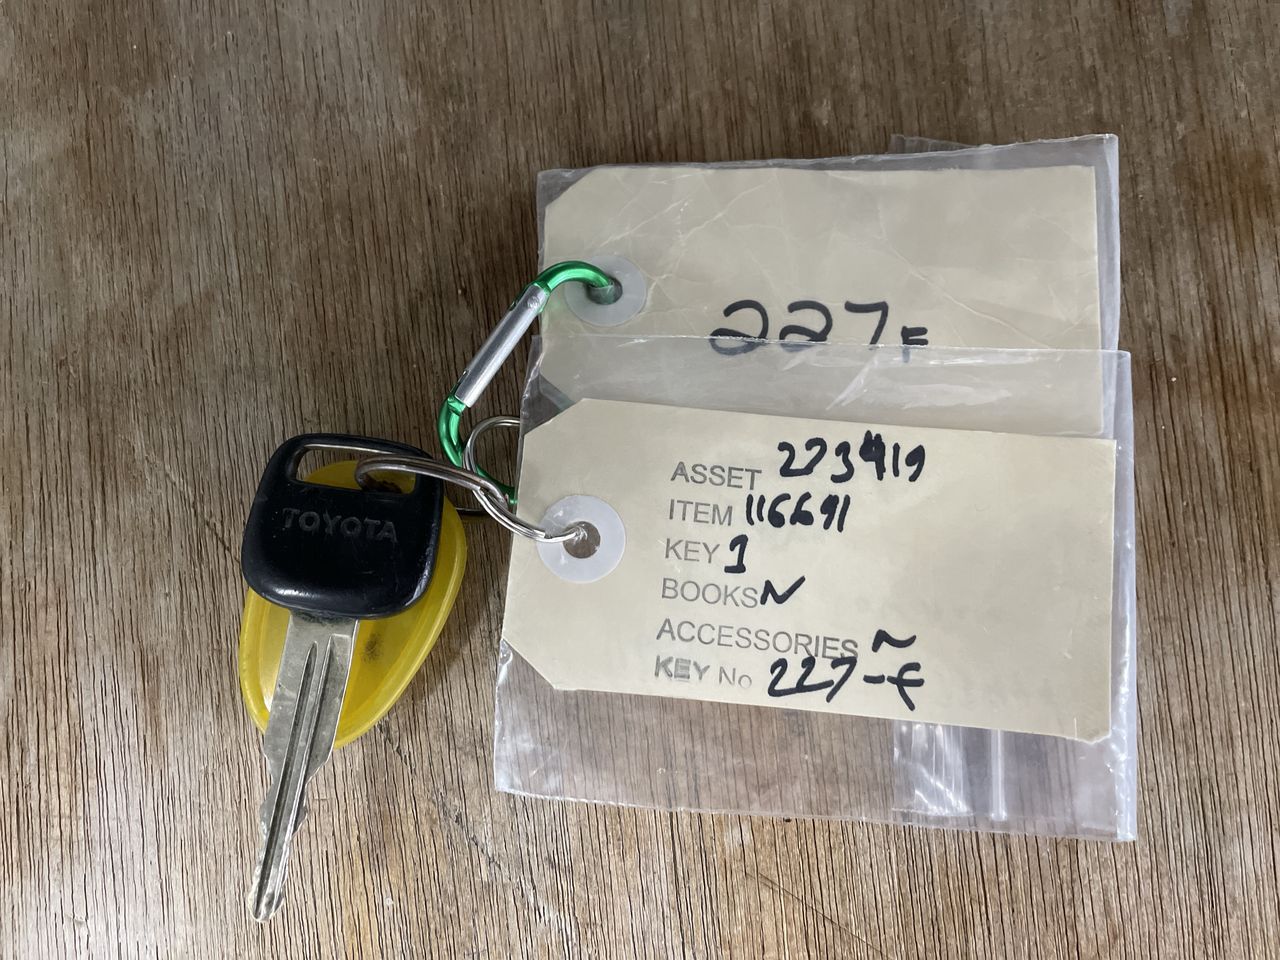 227F
ASSET 273419
ITEM 116691
KEY 1
BOOKS N
ACCESSORIES ~
KEY No 227-F
TOYOTA